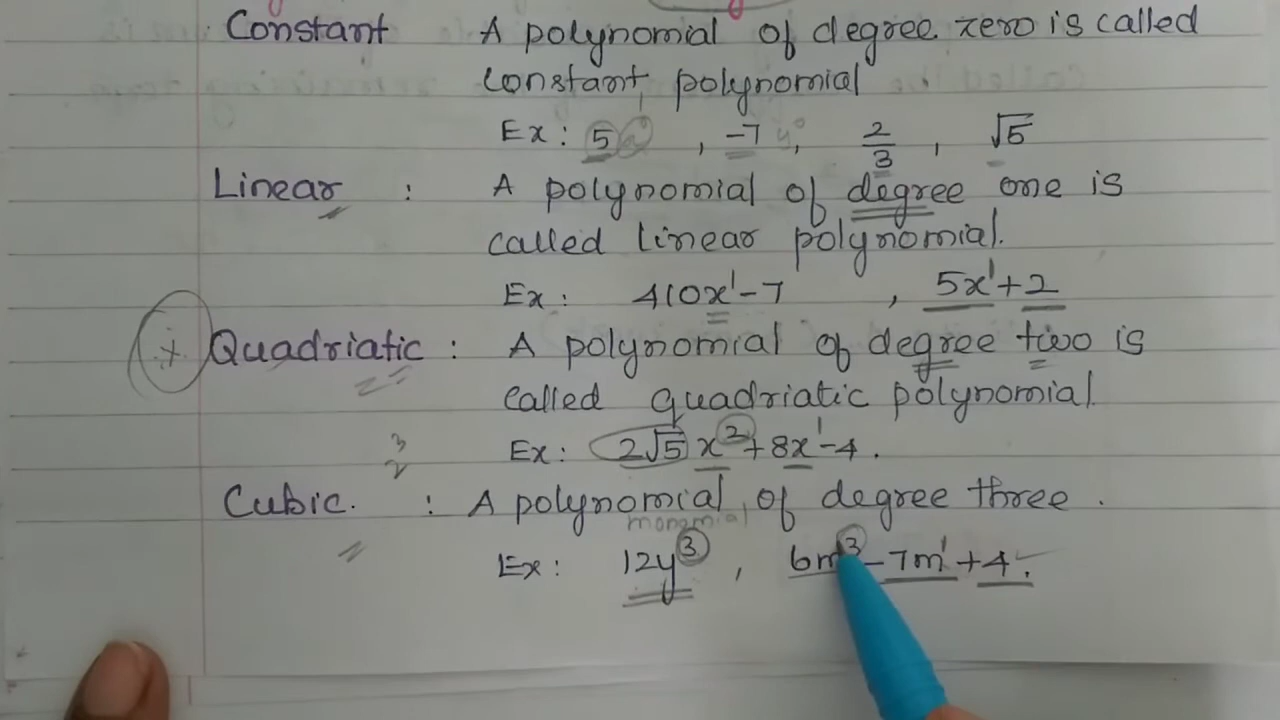 Constant A polynomial of degree zero is called
constant polynomial
Ex: 5x⁰, -7y⁰, 2/3, √5
Linear : A polynomial of degree one is
called linear polynomial.
Ex: 410x¹-7, 5x¹+2
+ Quadriatic : A polynomial of degree two is
called quadriatic polynomial.
Ex: 2√5 x²+8x¹-4.
Cubic. : A polynomial of degree three.
monomial
Ex: 12y³, 6m³-7m¹+4.